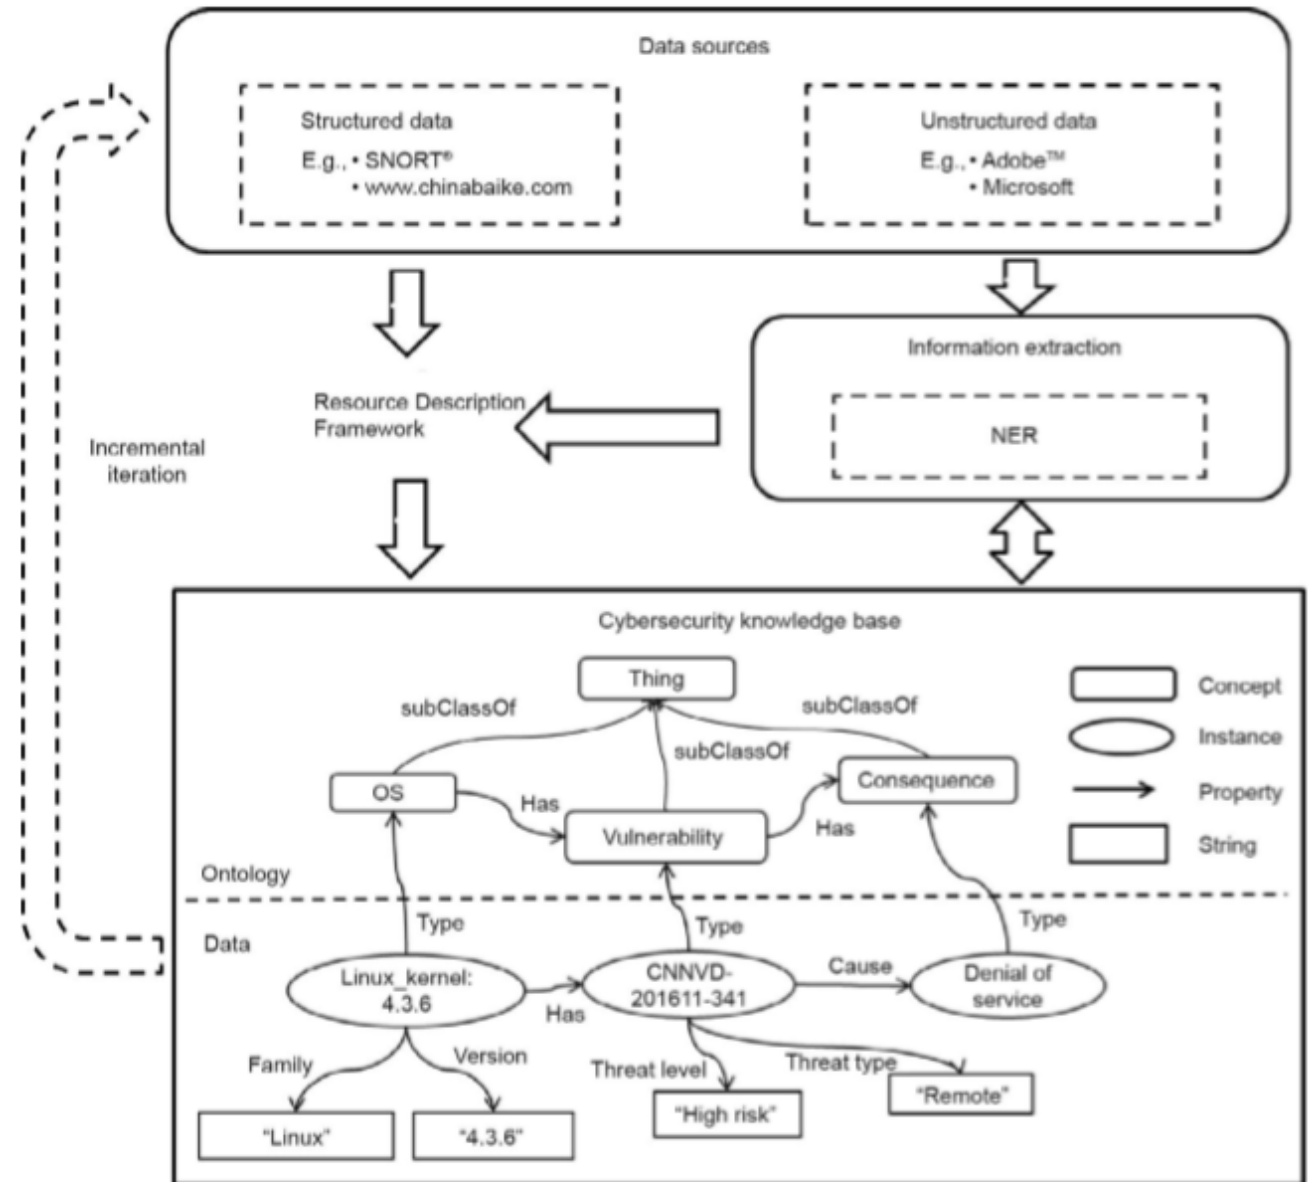 Data sources
Structured data
E.g., • SNORT®
• www.chinabaike.com
Unstructured data
E.g., • Adobe™
• Microsoft
Information extraction
NER
Resource Description
Framework
Incremental
iteration
Cybersecurity knowledge base
Thing
subClassOf
subClassOf
subClassOf
OS
Has
Vulnerability
Has
Consequence
Concept
Instance
Property
String
Ontology
Data
Type
Type
Type
Linux_kernel:
4.3.6
Has
CNNVD-
201611-341
Cause
Denial of
service
Family
Version
Threat level
Threat type
“Linux”
“4.3.6”
“High risk”
“Remote”